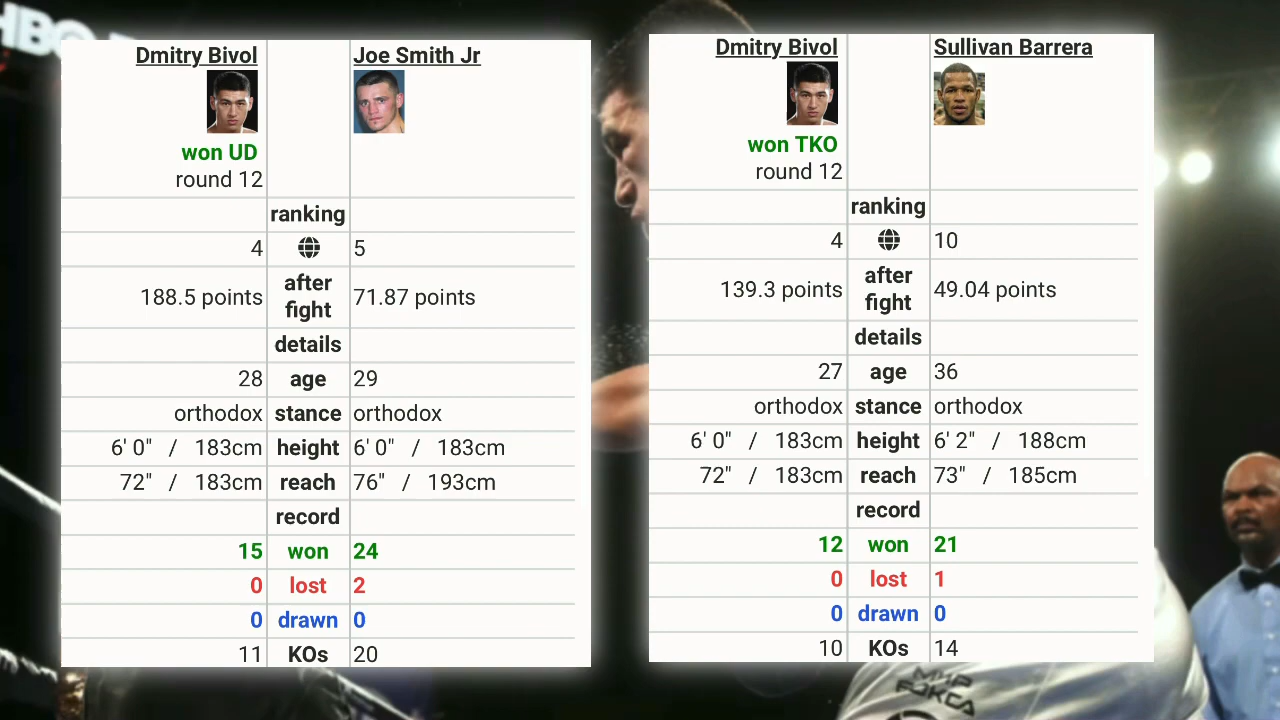 HBO
Dmitry Bivol Joe Smith Jr
won UD
round 12
ranking
4 5
188.5 points after fight 71.87 points
details
28 age 29
orthodox stance orthodox
6' 0" / 183cm height 6' 0" / 183cm
72" / 183cm reach 76" / 193cm
record
15 won 24
0 lost 2
0 drawn 0
11 KOs 20
Dmitry Bivol Sullivan Barrera
won TKO
round 12
ranking
4 10
139.3 points after fight 49.04 points
details
27 age 36
orthodox stance orthodox
6' 0" / 183cm height 6' 2" / 188cm
72" / 183cm reach 73" / 185cm
record
12 won 21
0 lost 1
0 drawn 0
10 KOs 14
МИР
БОКСА